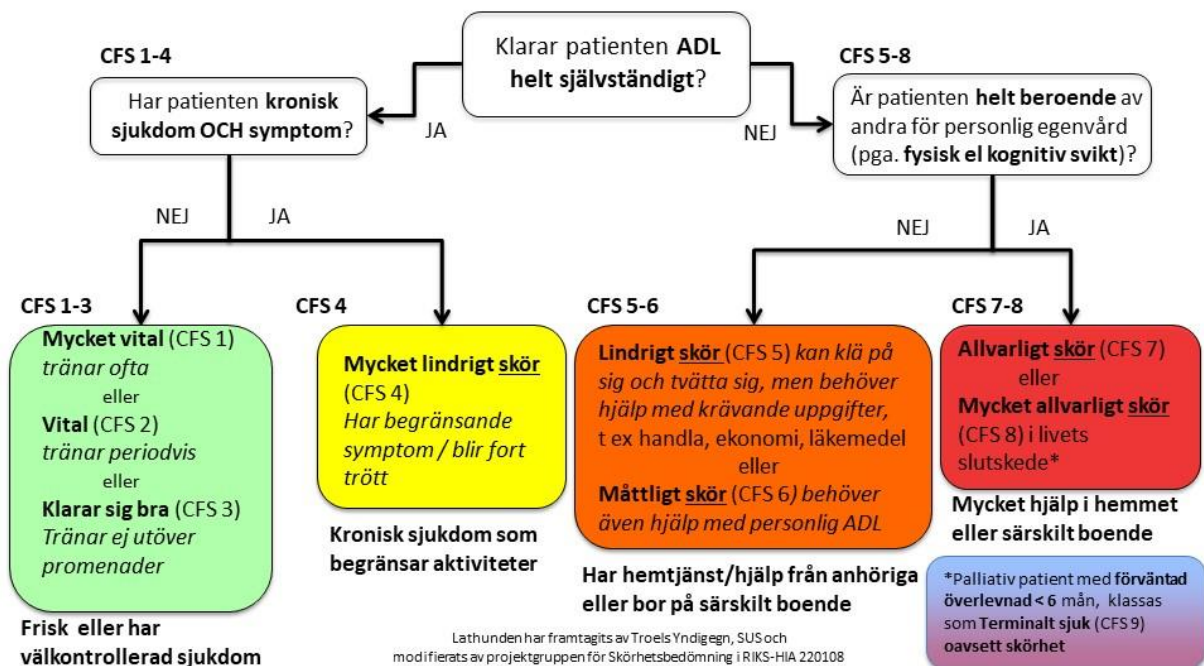 Klarar patienten ADL
helt självständigt?
CFS 1-4
Har patienten kronisk
sjukdom OCH symptom?
JA
NEJ
CFS 5-8
Är patienten helt beroende av
andra för personlig egenvård
(pga. fysisk el kognitiv svikt)?
NEJ
JA
NEJ
JA
CFS 1-3
Mycket vital (CFS 1)
tränar ofta
eller
Vital (CFS 2)
tränar periodvis
eller
Klarar sig bra (CFS 3)
Tränar ej utöver
promenader
Frisk eller har
välkontrollerad sjukdom
CFS 4
Mycket lindrigt skör
(CFS 4)
Har begränsande
symptom / blir fort
trött
Kronisk sjukdom som
begränsar aktiviteter
CFS 5-6
Lindrigt skör (CFS 5) kan klä på
sig och tvätta sig, men behöver
hjälp med krävande uppgifter,
t ex handla, ekonomi, läkemedel
eller
Måttligt skör (CFS 6) behöver
även hjälp med personlig ADL
Har hemtjänst/hjälp från anhöriga
eller bor på särskilt boende
CFS 7-8
Allvarligt skör (CFS 7)
eller
Mycket allvarligt skör
(CFS 8) i livets
slutskede*
Mycket hjälp i hemmet
eller särskilt boende
*Palliativ patient med förväntad
överlevnad < 6 mån, klassas
som Terminalt sjuk (CFS 9)
oavsett skörhet
Lathunden har framtagits av Troels Yndigegn, SUS och
modifierats av projektgruppen för Skörhetsbedömning i RIKS-HIA 220108